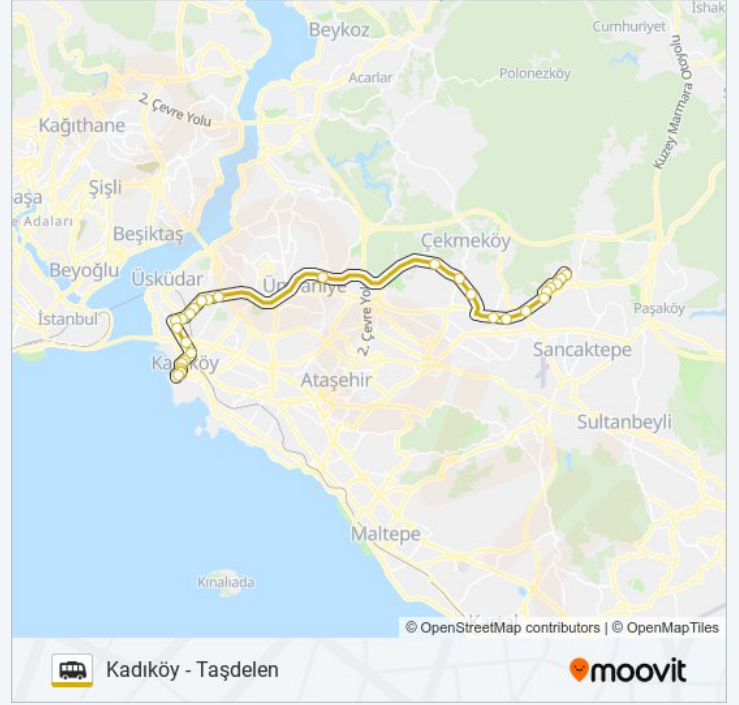 Ishak
Cumhuriyet
Beykoz
Acarlar
Polonezköy
Kuzey Marmara Otoyolu
2. Çevre Yolu
Kağıthane
Şişli
aşa
e Adaları
Beşiktaş
Çekmeköy
Beyoğlu
Üsküdar
Ümraniye
2. Çevre Yolu
Paşaköy
İstanbul
Sancaktepe
Kadıköy
Ataşehir
Sultanbeyli
Maltepe
Kınalıada
© OpenStreetMap contributors | © OpenMapTiles
Kadıköy - Taşdelen
moovit